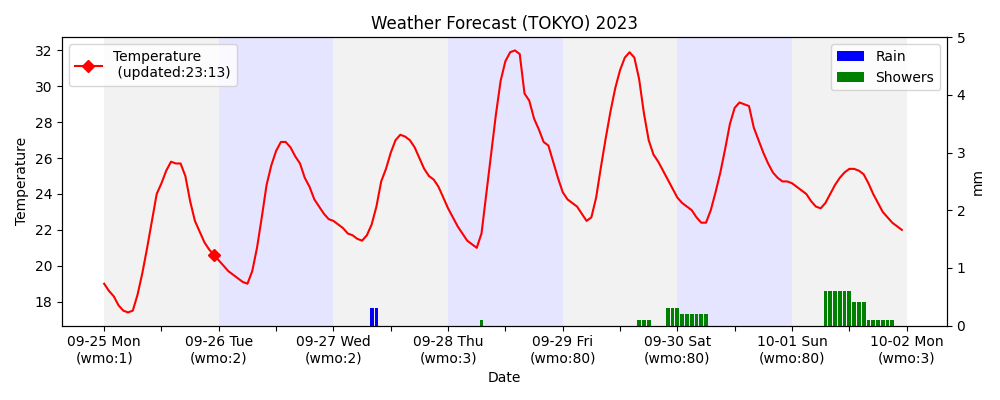 Weather Forecast (TOKYO) 2023
Temperature
(updated:23:13)
Rain
Showers
Temperature
32
30
28
26
24
22
20
18
5
4
3
2
1
0
mm
09-25 Mon
(wmo:1)
09-26 Tue
(wmo:2)
09-27 Wed
(wmo:2)
09-28 Thu
(wmo:3)
09-29 Fri
(wmo:80)
09-30 Sat
(wmo:80)
10-01 Sun
(wmo:80)
10-02 Mon
(wmo:3)
Date